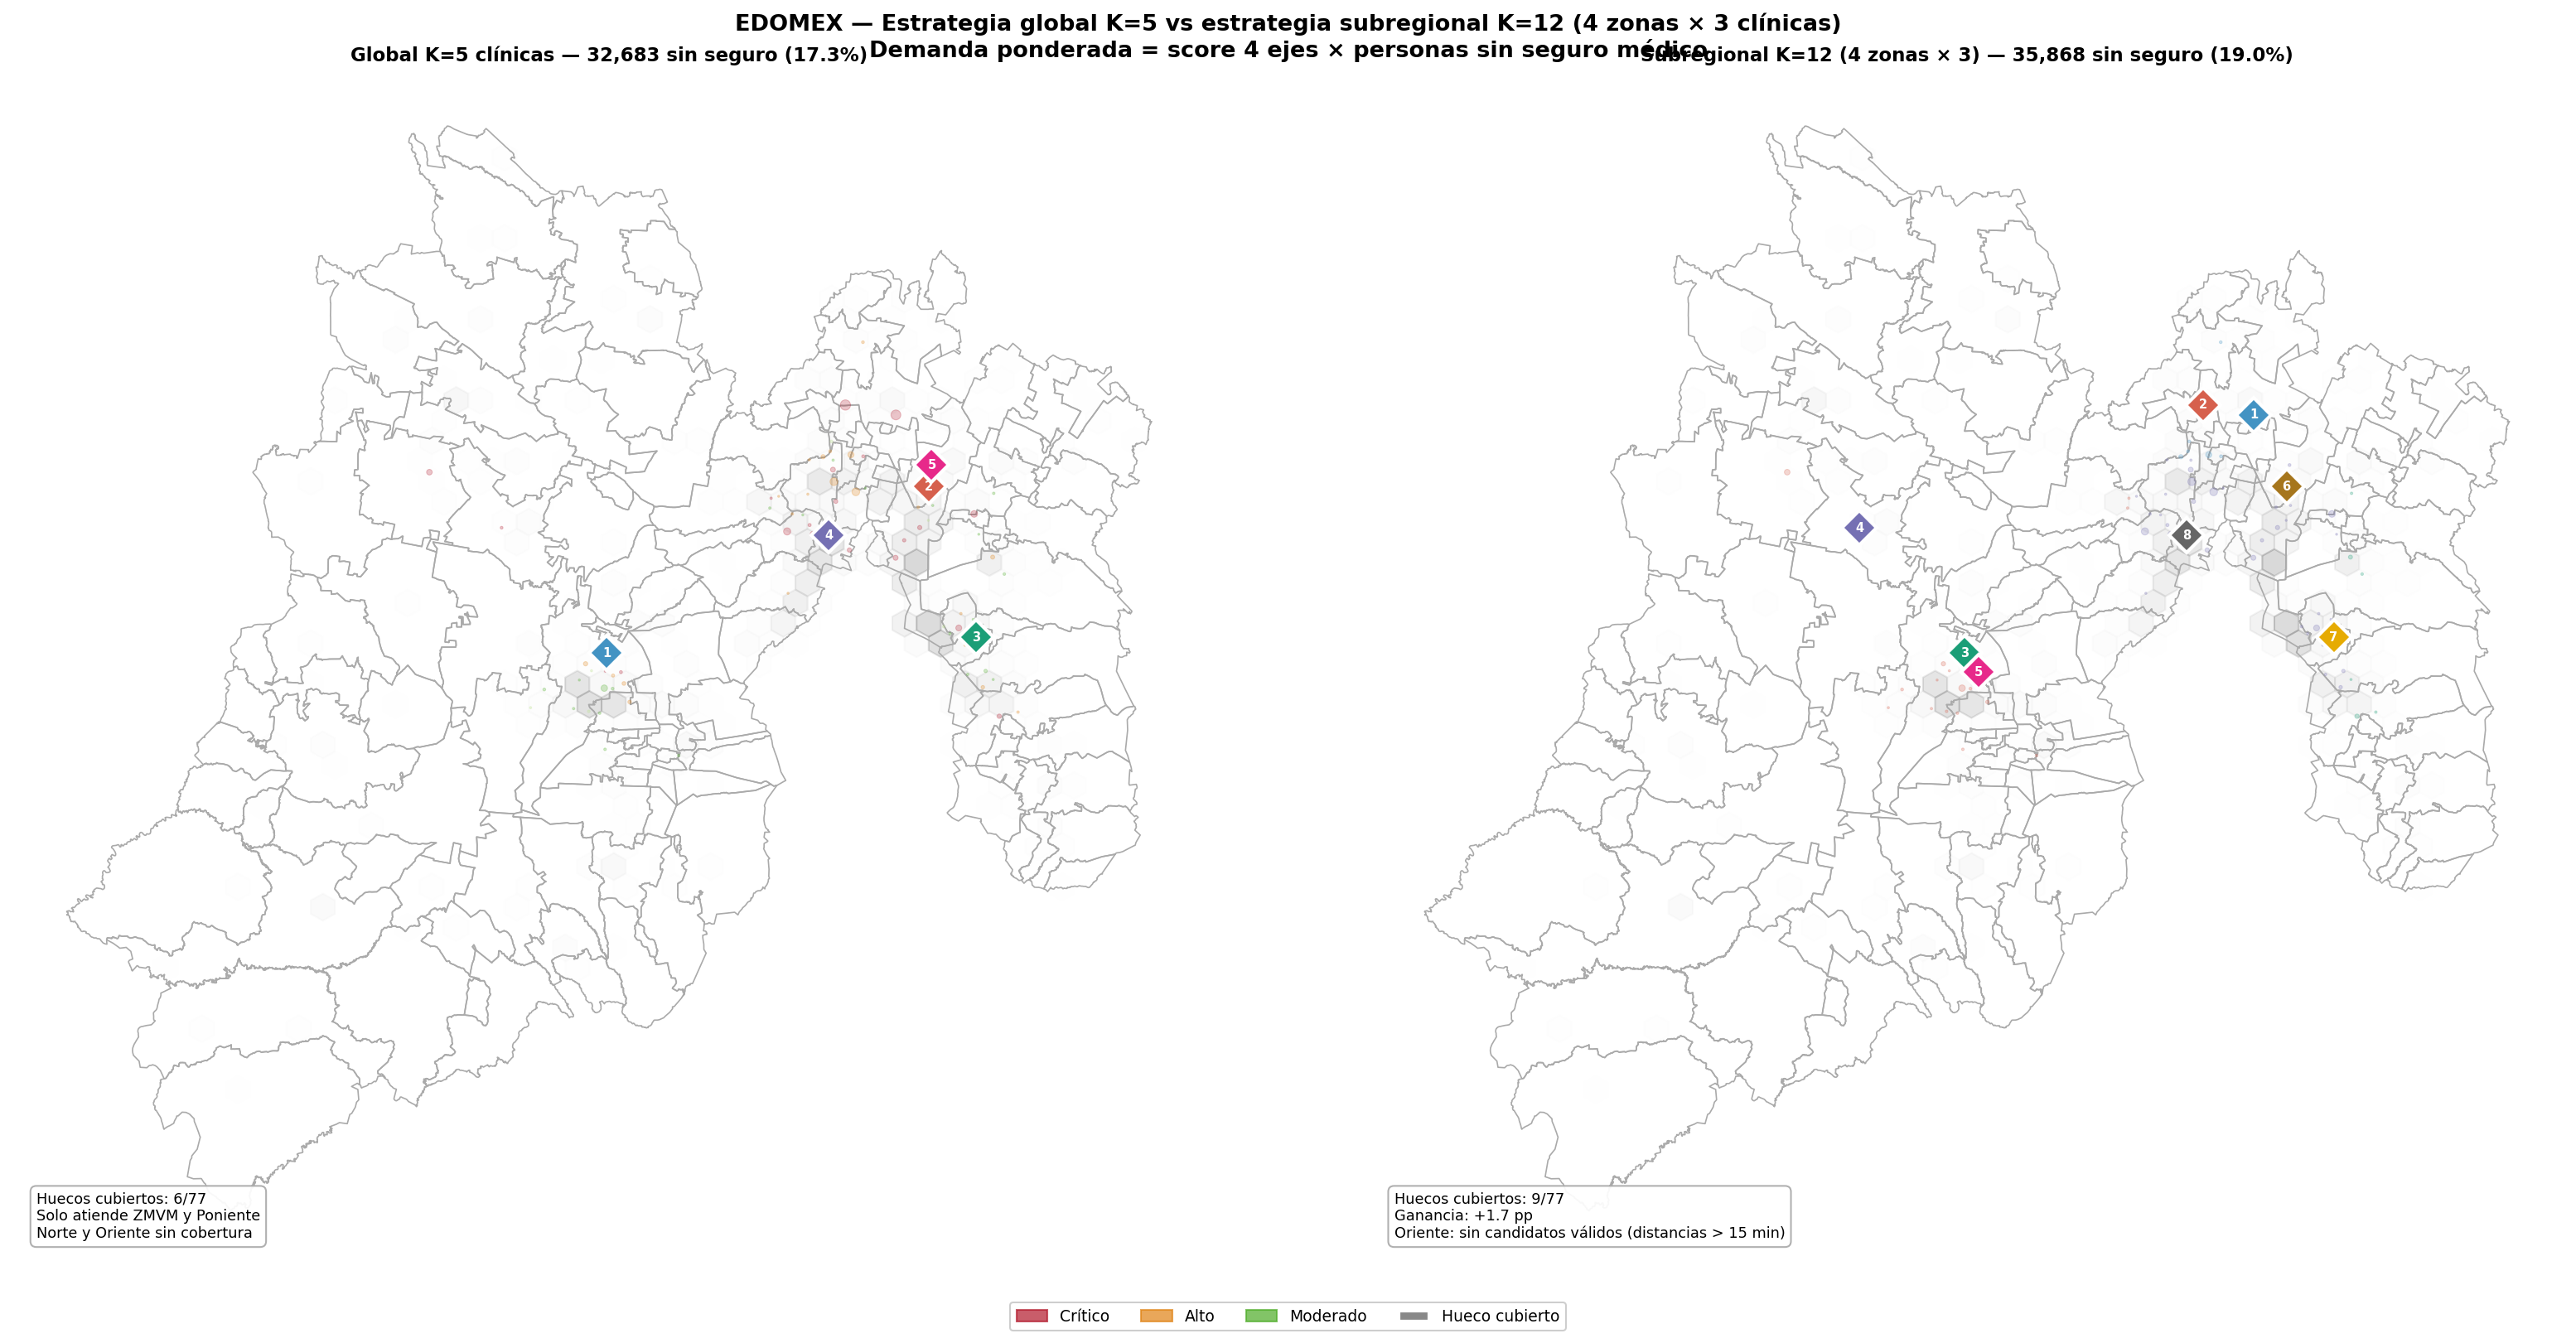 EDOMEX — Estrategia global K=5 vs estrategia subregional K=12 (4 zonas × 3 clínicas)
Demanda ponderada = score 4 ejes × personas sin seguro médico
Global K=5 clínicas — 32,683 sin seguro (17.3%)
Subregional K=12 (4 zonas × 3) — 35,868 sin seguro (19.0%)
5
2
4
3
1
2
1
6
4
8
3
5
7
Huecos cubiertos: 6/77
Solo atiende ZMVM y Poniente
Norte y Oriente sin cobertura
Huecos cubiertos: 9/77
Ganancia: +1.7 pp
Oriente: sin candidatos válidos (distancias > 15 min)
Crítico
Alto
Moderado
Hueco cubierto